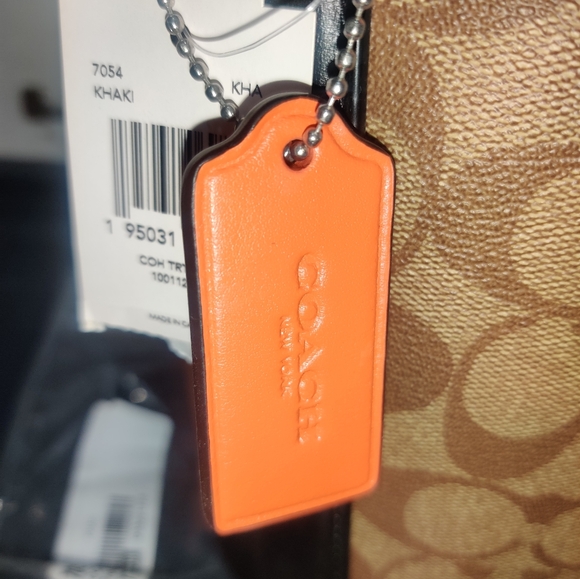 7054
KHAKI
KHA
1 95031
COH TR
10011
MADE IN
COACH
NEW YORK